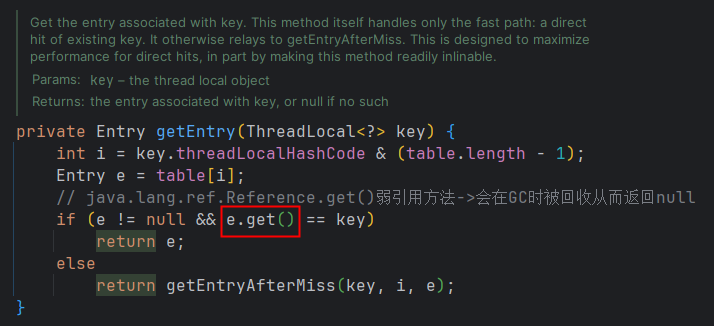 Get the entry associated with key. This method itself handles only the fast path: a direct
hit of existing key. It otherwise relays to getEntryAfterMiss. This is designed to maximize
performance for direct hits, in part by making this method readily inlinable.
Params: key – the thread local object
Returns: the entry associated with key, or null if no such
private Entry getEntry(ThreadLocal<?> key) {
    int i = key.threadLocalHashCode & (table.length - 1);
    Entry e = table[i];
    // java.lang.ref.Reference.get()弱引用方法->会在GC时被回收从而返回null
    if (e != null && e.get() == key)
        return e;
    else
        return getEntryAfterMiss(key, i, e);
}